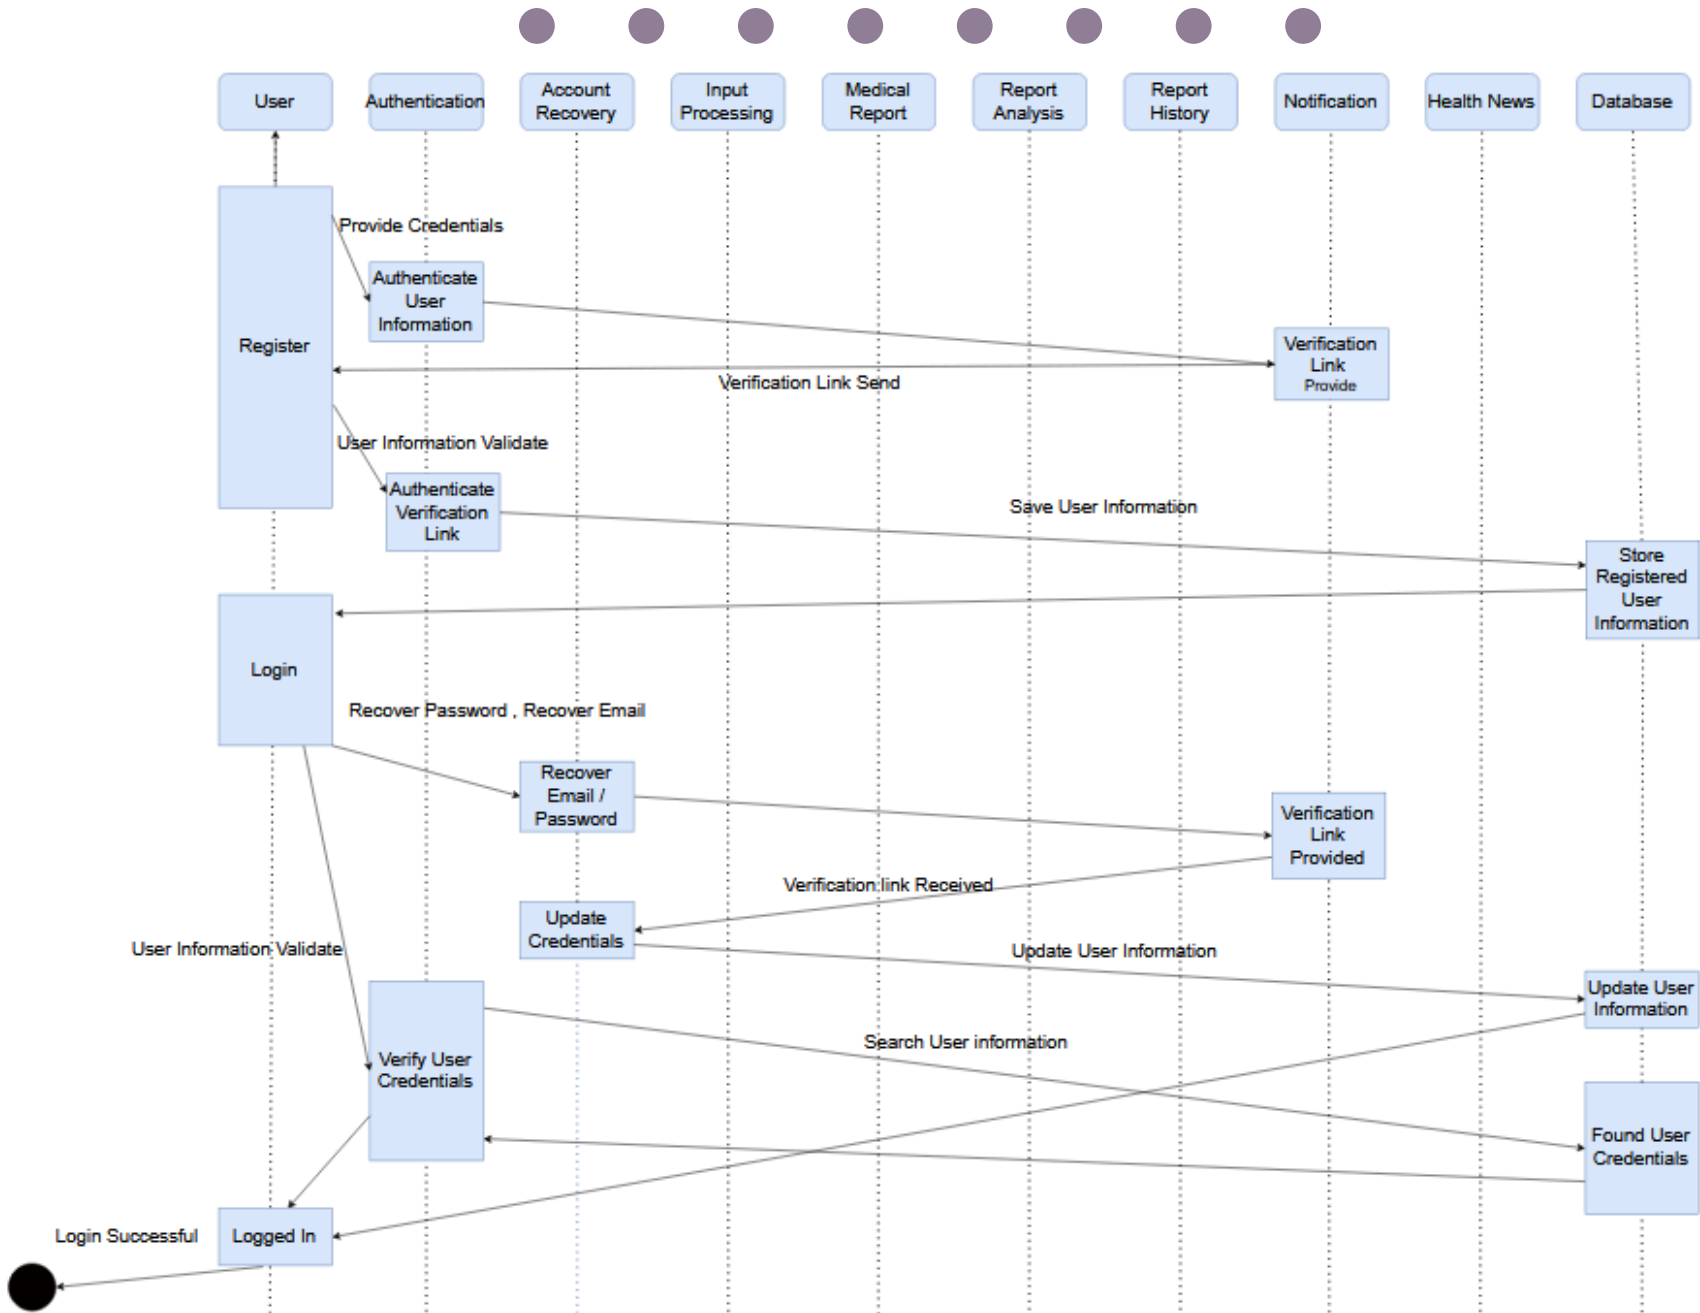 User
Authentication
Account
Recovery
Input
Processing
Medical
Report
Report
Analysis
Report
History
Notification
Health News
Database
Provide Credentials
Authenticate
User
Information
Register
Verification
Link
Provide
Verification Link Send
User Information Validate
Authenticate
Verification
Link
Save User Information
Store
Registered
User
Information
Login
Recover Password , Recover Email
Recover
Email /
Password
Verification
Link
Provided
Verification link Received
Update
Credentials
User Information Validate
Update User Information
Update User
Information
Search User information
Verify User
Credentials
Found User
Credentials
Login Successful
Logged In